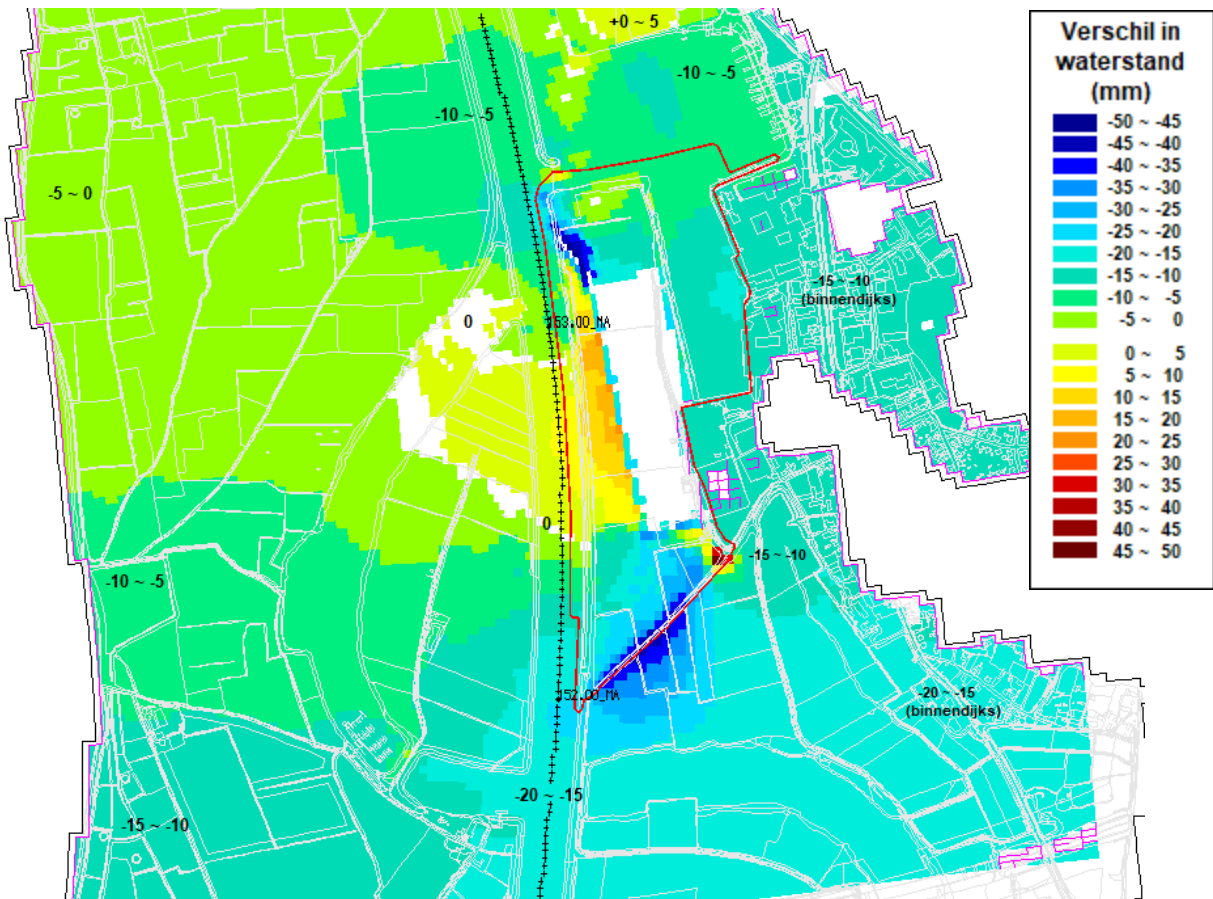 +0 ~ 5
-10 ~ -5
-10 ~ -5
-5 ~ 0
-15 ~ -10
(binnendijks)
0
153.00_MA
0
-15 ~ -10
-10 ~ -5
152.00_MA
-20 ~ -15
(binnendijks)
-20 ~ -15
-15 ~ -10
Verschil in
waterstand
(mm)
-50 ~ -45
-45 ~ -40
-40 ~ -35
-35 ~ -30
-30 ~ -25
-25 ~ -20
-20 ~ -15
-15 ~ -10
-10 ~ -5
-5 ~ 0
0 ~ 5
5 ~ 10
10 ~ 15
15 ~ 20
20 ~ 25
25 ~ 30
30 ~ 35
35 ~ 40
40 ~ 45
45 ~ 50